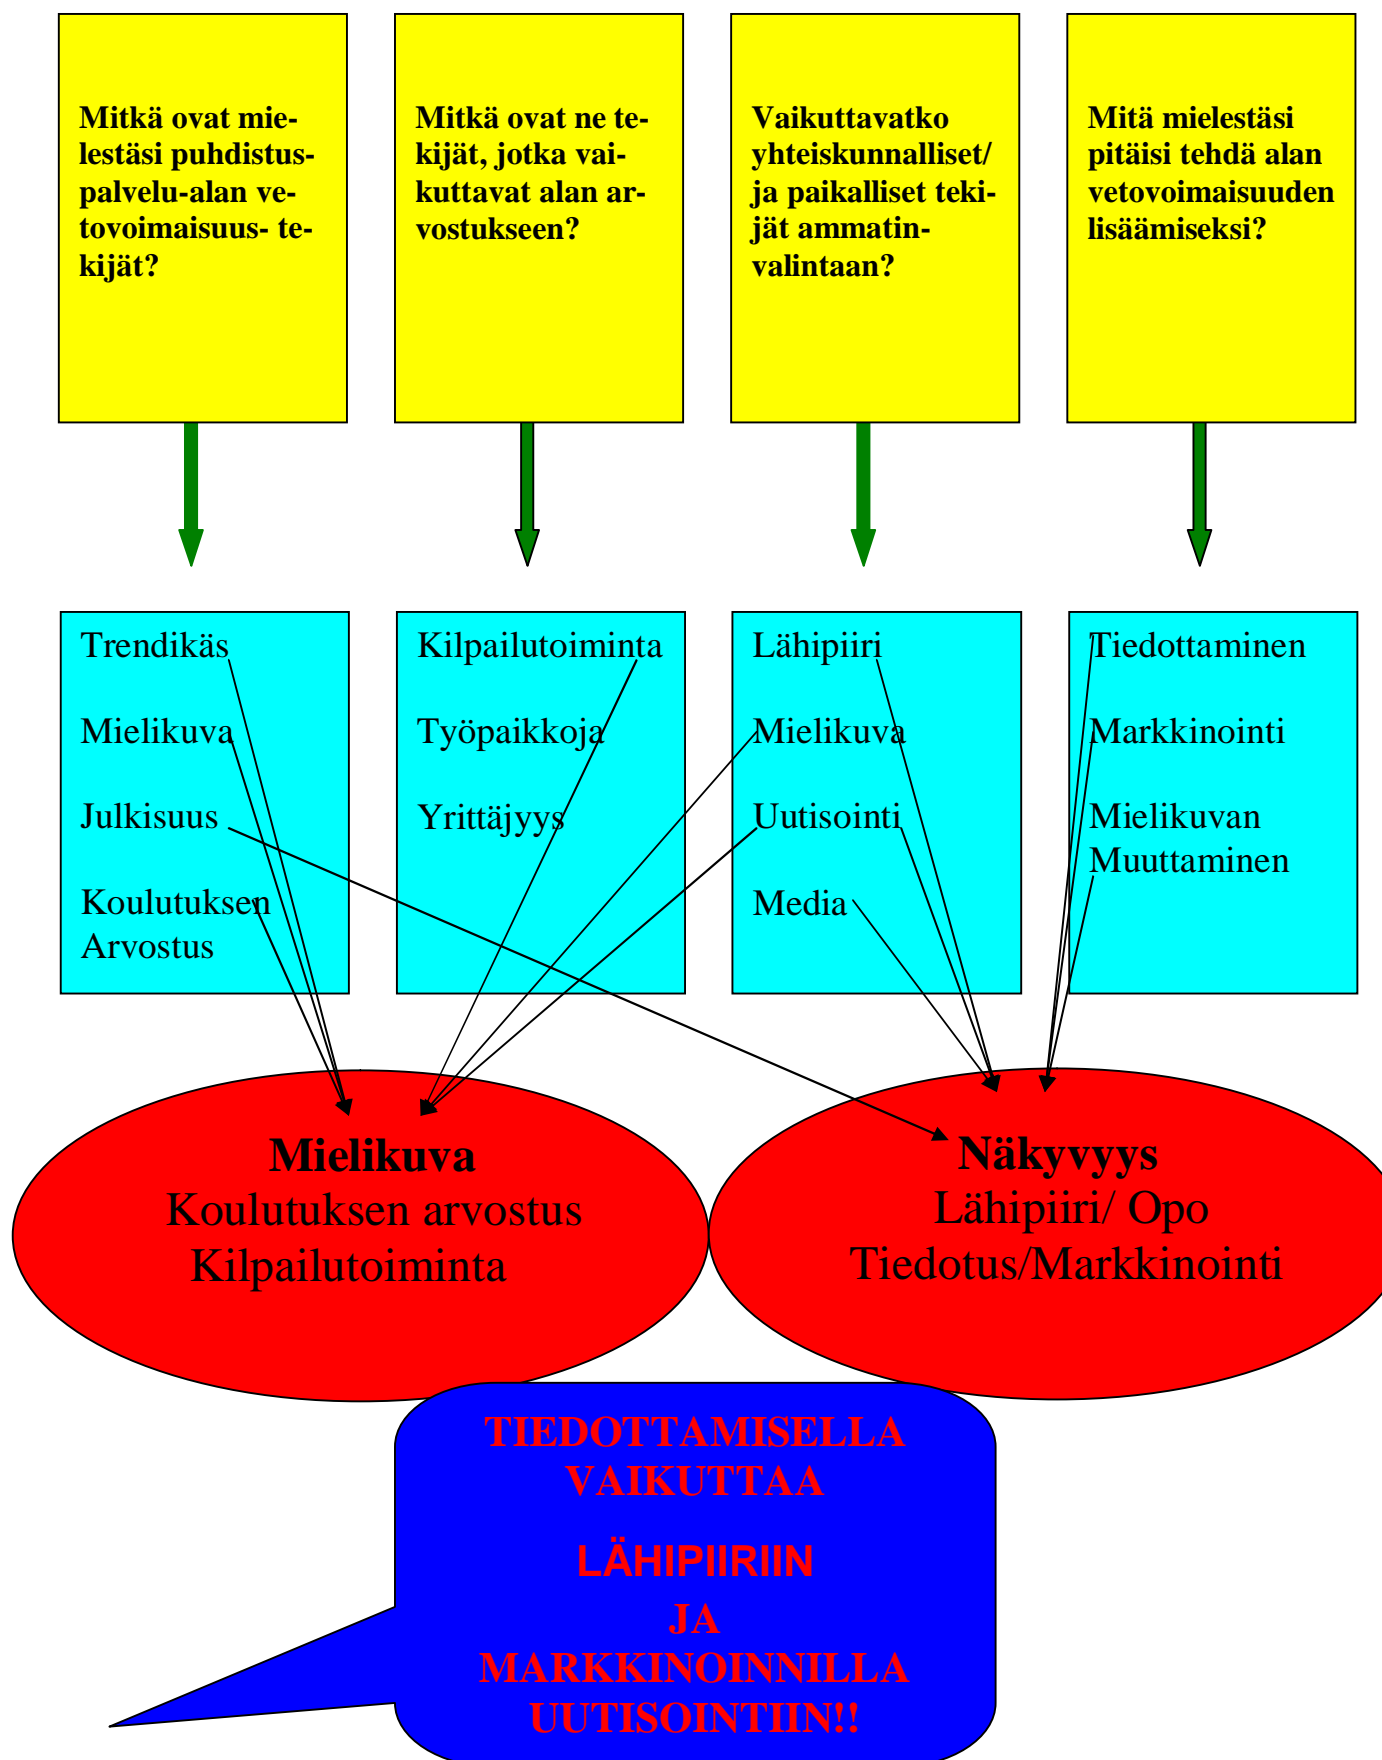 Mitkä ovat mie-
lestäsi puhdistus-
palvelu-alan ve-
tovoimaisuus- te-
kijät?
Mitkä ovat ne te-
kijät, jotka vai-
kuttavat alan ar-
vostukseen?
Vaikuttavatko
yhteiskunnalliset/
ja paikalliset teki-
jät ammatin-
valintaan?
Mitä mielestäsi
pitäisi tehdä alan
vetovoimaisuuden
lisäämiseksi?
Trendikäs
Mielikuva
Julkisuus
Koulutuksen
Arvostus
Kilpailutoiminta
Työpaikkoja
Yrittäjyys
Lähipiiri
Mielikuva
Uutisointi
Media
Tiedottaminen
Markkinointi
Mielikuvan
Muuttaminen
Mielikuva
Koulutuksen arvostus
Kilpailutoiminta
Näkyvyys
Lähipiiri/ Opo
Tiedotus/Markkinointi
TIEDOTTAMISELLA
VAIKUTTAA
LÄHIPIIRIIN
JA
MARKKINOINNILLA
UUTISOINTIIN!!